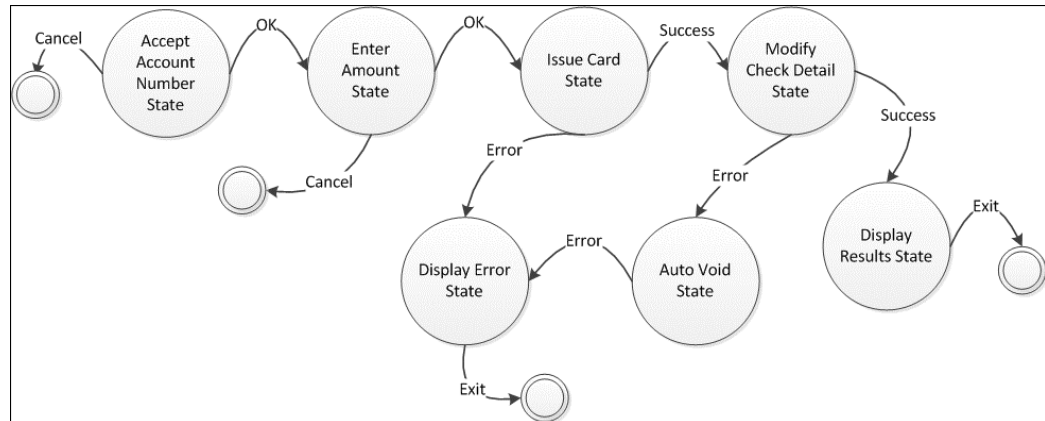 Cancel
Accept
Account
Number
State
OK
Enter
Amount
State
OK
Issue Card
State
Success
Modify
Check Detail
State
Success
Cancel
Error
Error
Display Error
State
Error
Auto Void
State
Display
Results State
Exit
Exit